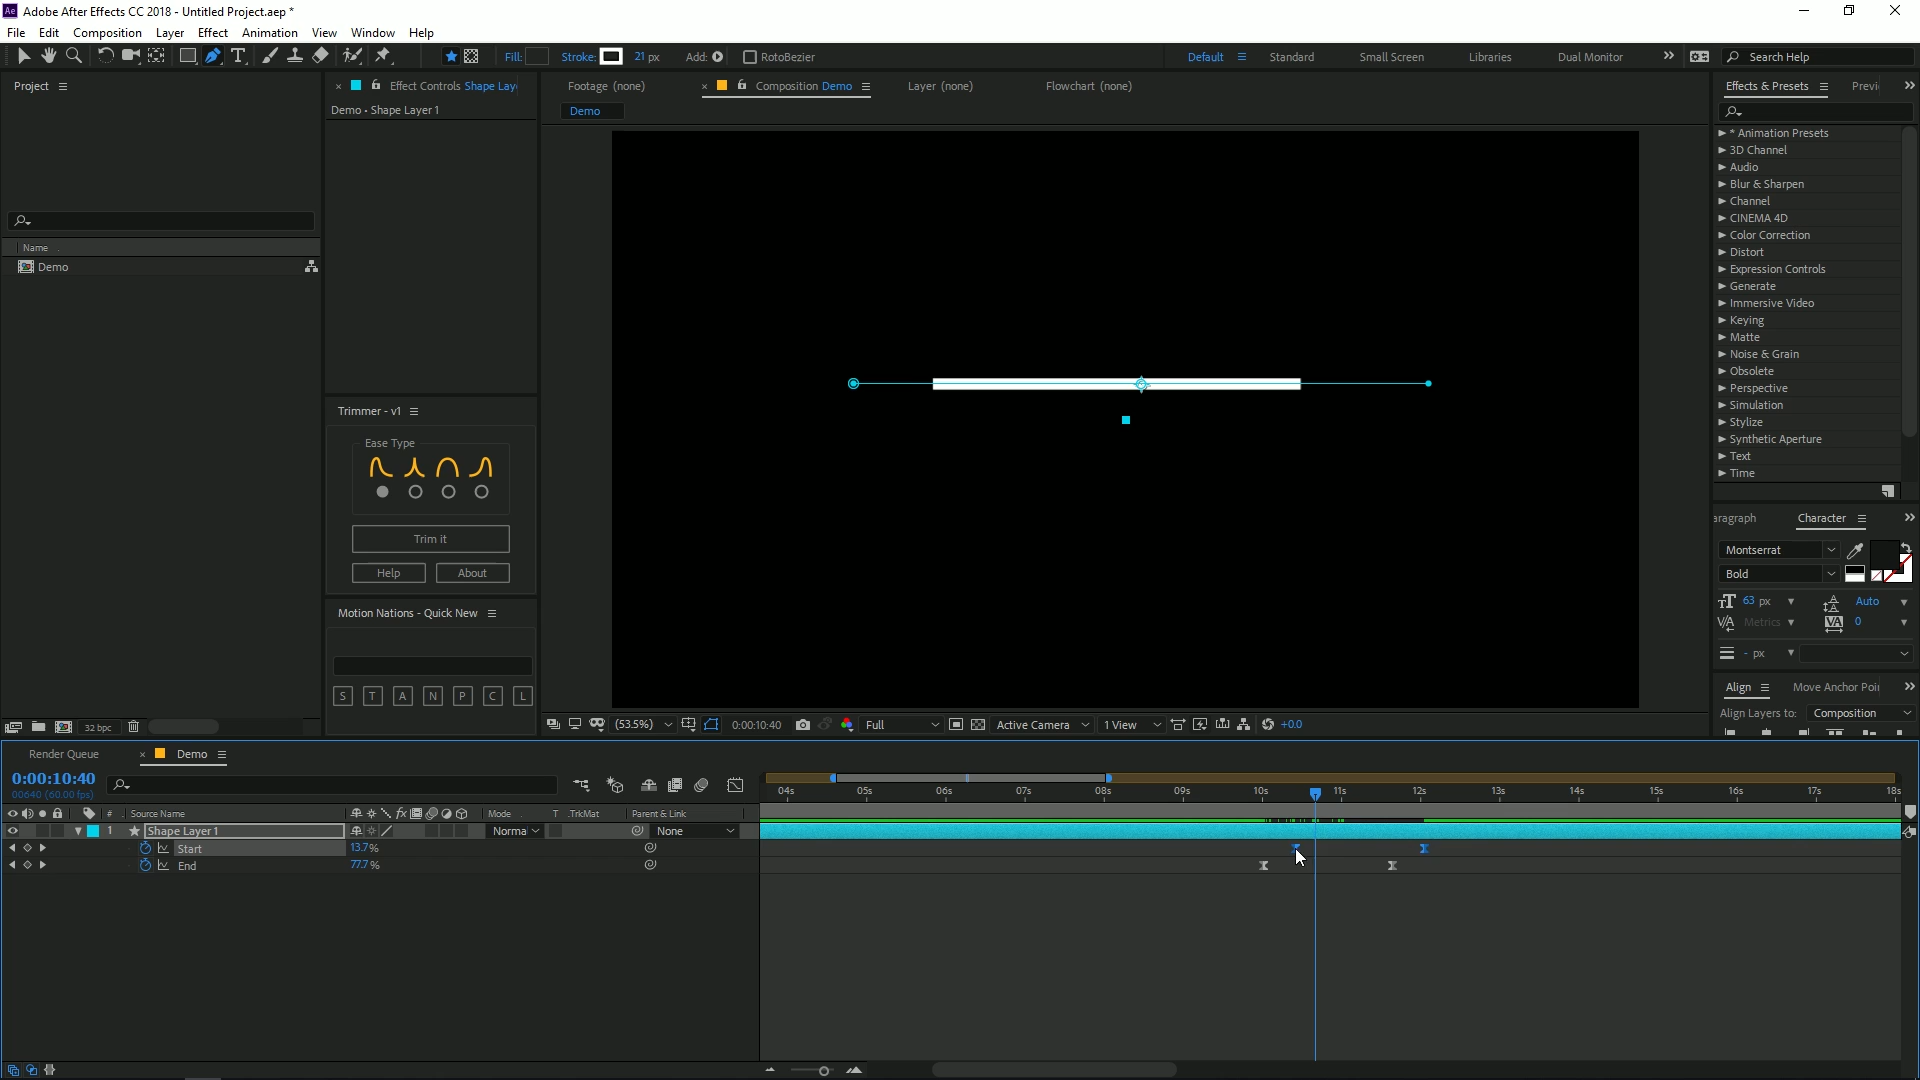 Ae Adobe After Effects CC 2018 - Untitled Project.aep *
File Edit Composition Layer Effect Animation View Window Help
Fill: Stroke: 21 px Add: RotoBezier Default Standard Small Screen Libraries Dual Monitor Search Help
Project
Effect Controls Shape Lay
Footage (none) Composition Demo Layer (none) Flowchart (none)
Effects & Presets Previ
Demo • Shape Layer 1
Demo
* Animation Presets
3D Channel
Audio
Blur & Sharpen
Channel
CINEMA 4D
Color Correction
Distort
Expression Controls
Generate
Immersive Video
Keying
Matte
Noise & Grain
Obsolete
Perspective
Simulation
Stylize
Synthetic Aperture
Text
Time
Name
Demo
Trimmer - v1
Ease Type
Trim it
Help About
Motion Nations - Quick New
S T A N P C L
aragraph Character
Montserrat
Bold
63 px Auto
Metrics 0
- px
Align Move Anchor Poi
Align Layers to: Composition
32 bpc
(53.5%) 0:00:10:40 Full Active Camera 1 View +0.0
Render Queue Demo
0:00:10:40
00640 (60.00 fps)
04s 05s 06s 07s 08s 09s 10s 11s 12s 13s 14s 15s 16s 17s 18s
# Source Name Mode T .TrkMat Parent & Link
1 Shape Layer 1 Norma None
Start 13.7%
End 77.7%